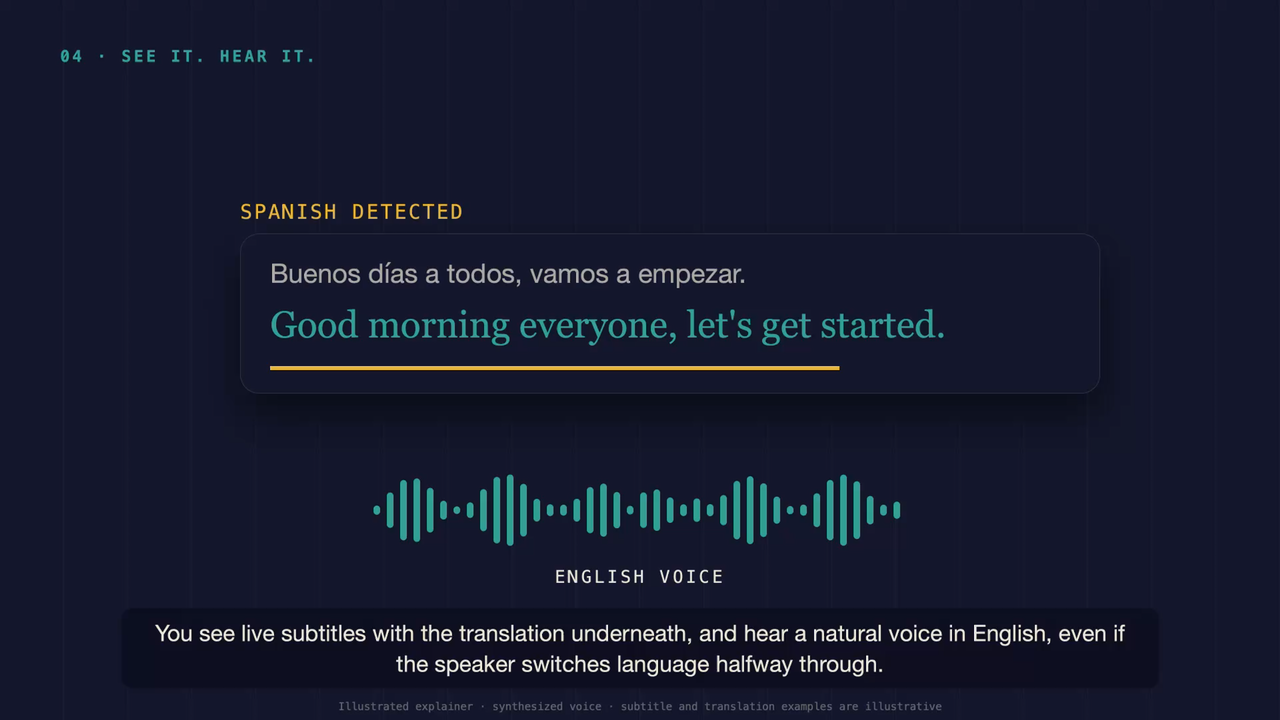 04 · SEE IT. HEAR IT.
SPANISH DETECTED
Buenos días a todos, vamos a empezar.
Good morning everyone, let's get started.
ENGLISH VOICE
You see live subtitles with the translation underneath, and hear a natural voice in English, even if
the speaker switches language halfway through.
Illustrated explainer · synthesized voice · subtitle and translation examples are illustrative